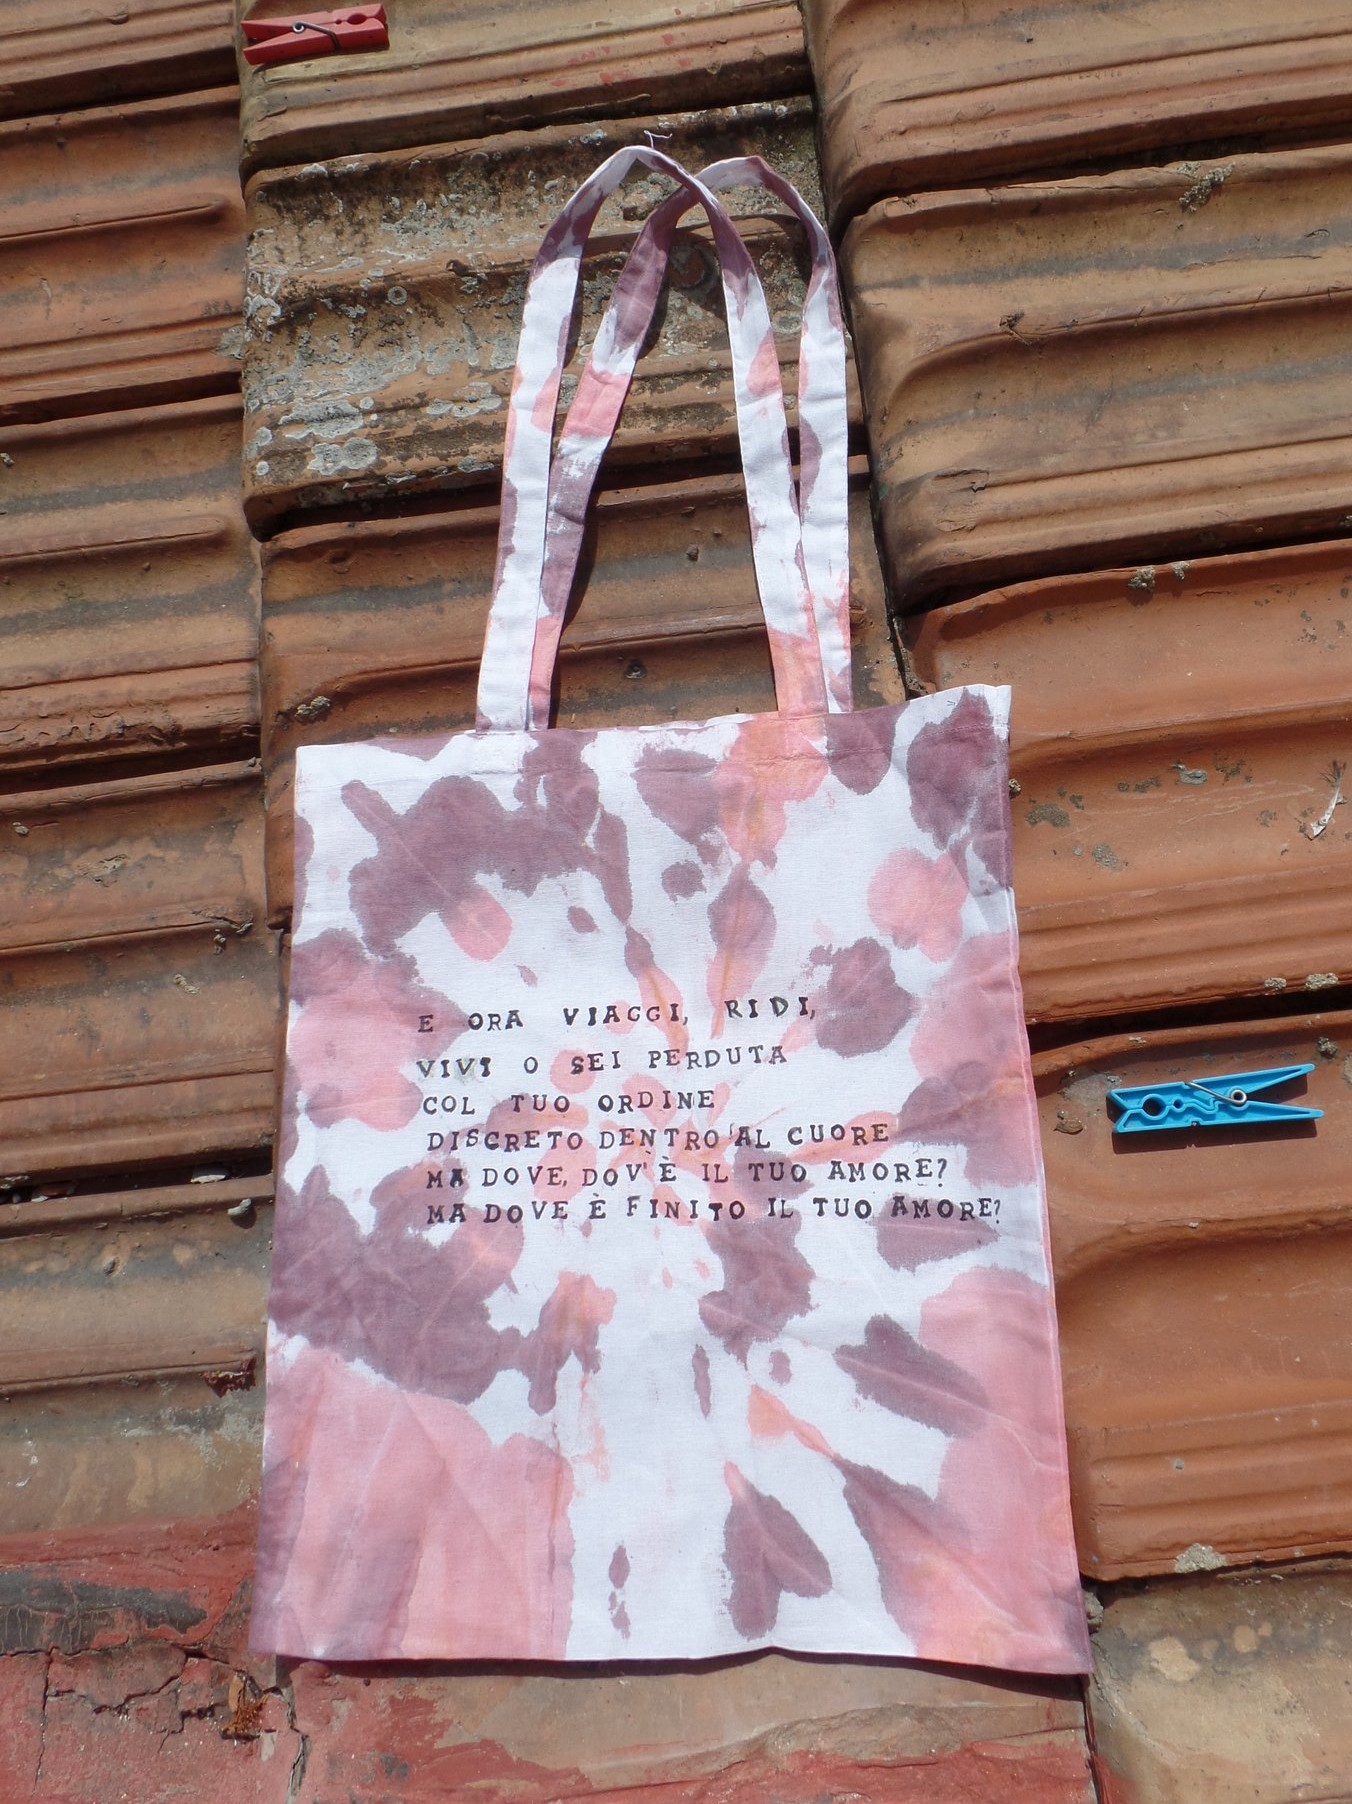 E ORA VIAGGI, RIDI,
VIVI O SEI PERDUTA
COL TUO ORDINE
DISCRETO DENTRO AL CUORE
MA DOVE, DOV'È IL TUO AMORE?
MA DOVE È FINITO IL TUO AMORE?